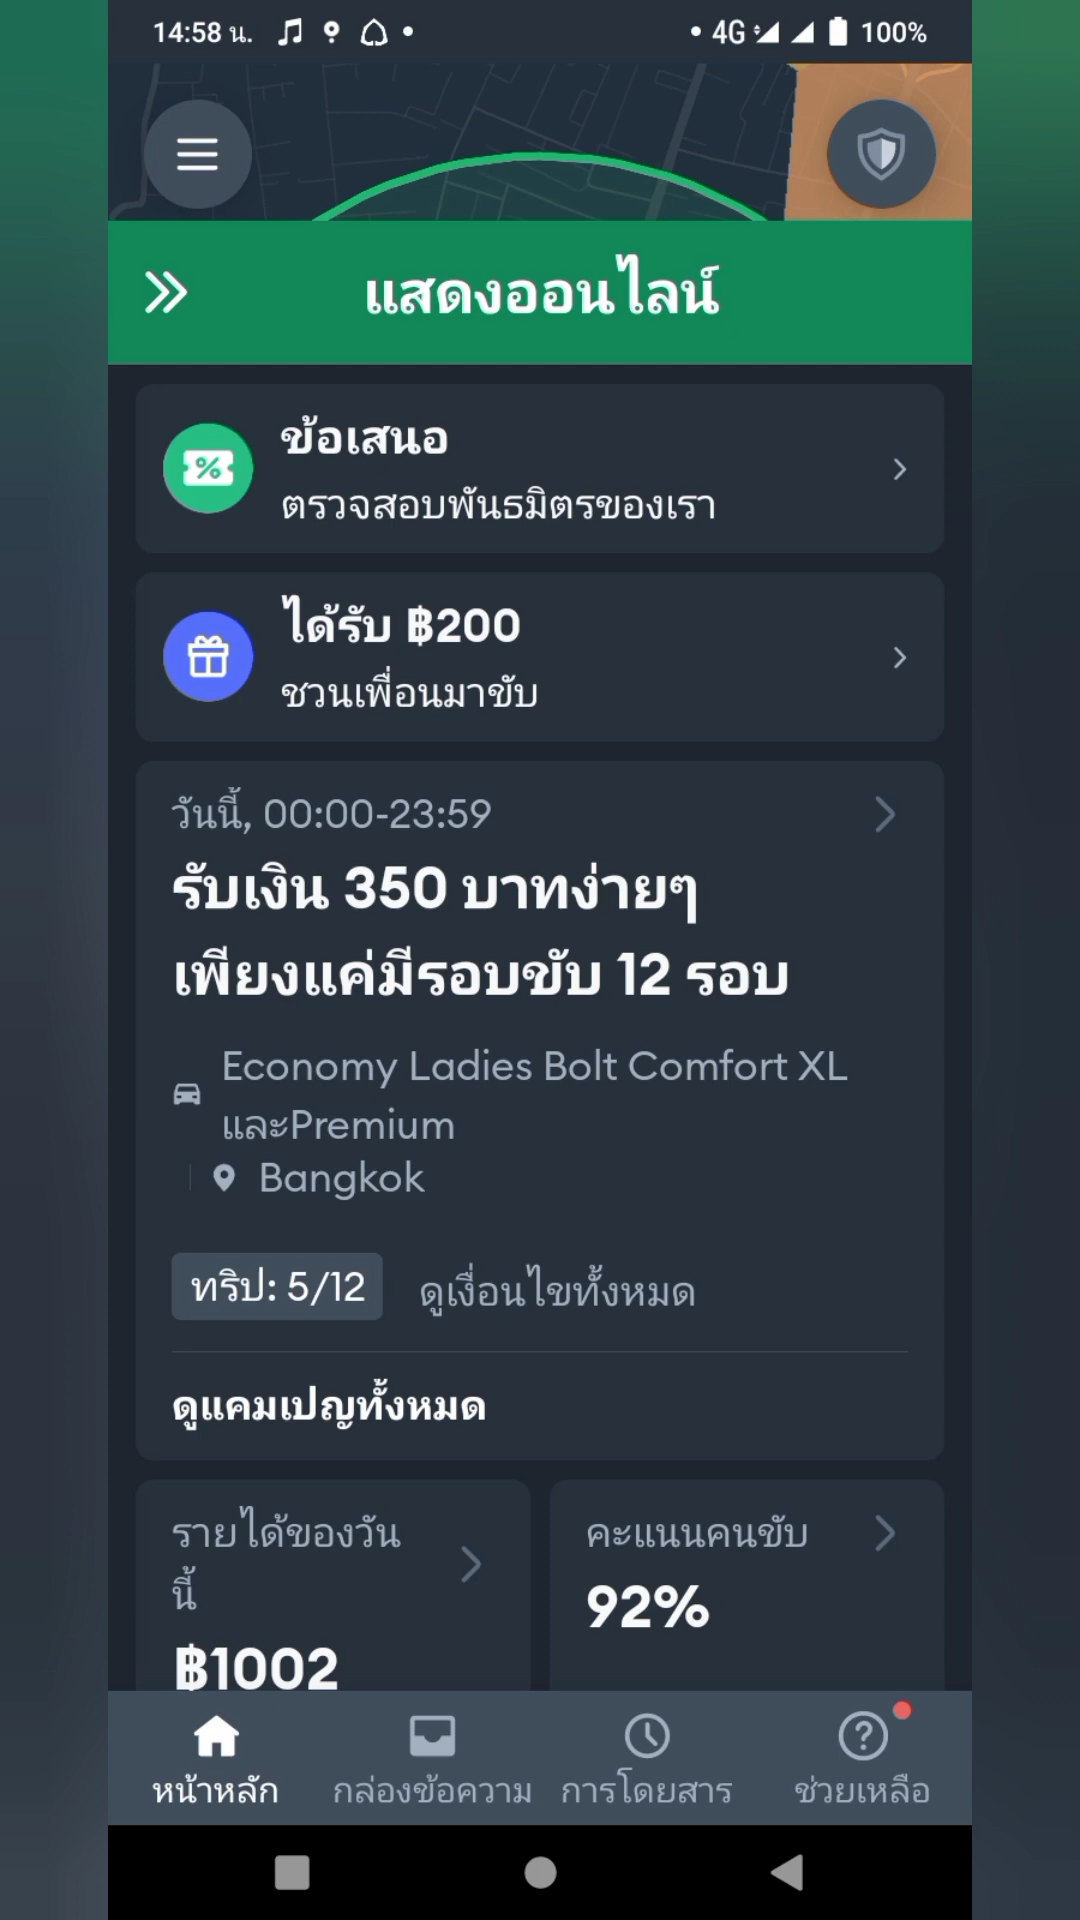 14:58 น.
4G
100%
แสดงออนไลน์
ข้อเสนอ
ตรวจสอบพันธมิตรของเรา
ได้รับ ฿200
ชวนเพื่อนมาขับ
วันนี้, 00:00-23:59
รับเงิน 350 บาทง่ายๆ
เพียงแค่มีรอบขับ 12 รอบ
Economy Ladies Bolt Comfort XL
และPremium
Bangkok
ทริป: 5/12
ดูเงื่อนไขทั้งหมด
ดูแคมเปญทั้งหมด
รายได้ของวัน
นี้
฿1002
คะแนนคนขับ
92%
หน้าหลัก
กล่องข้อความ
การโดยสาร
ช่วยเหลือ